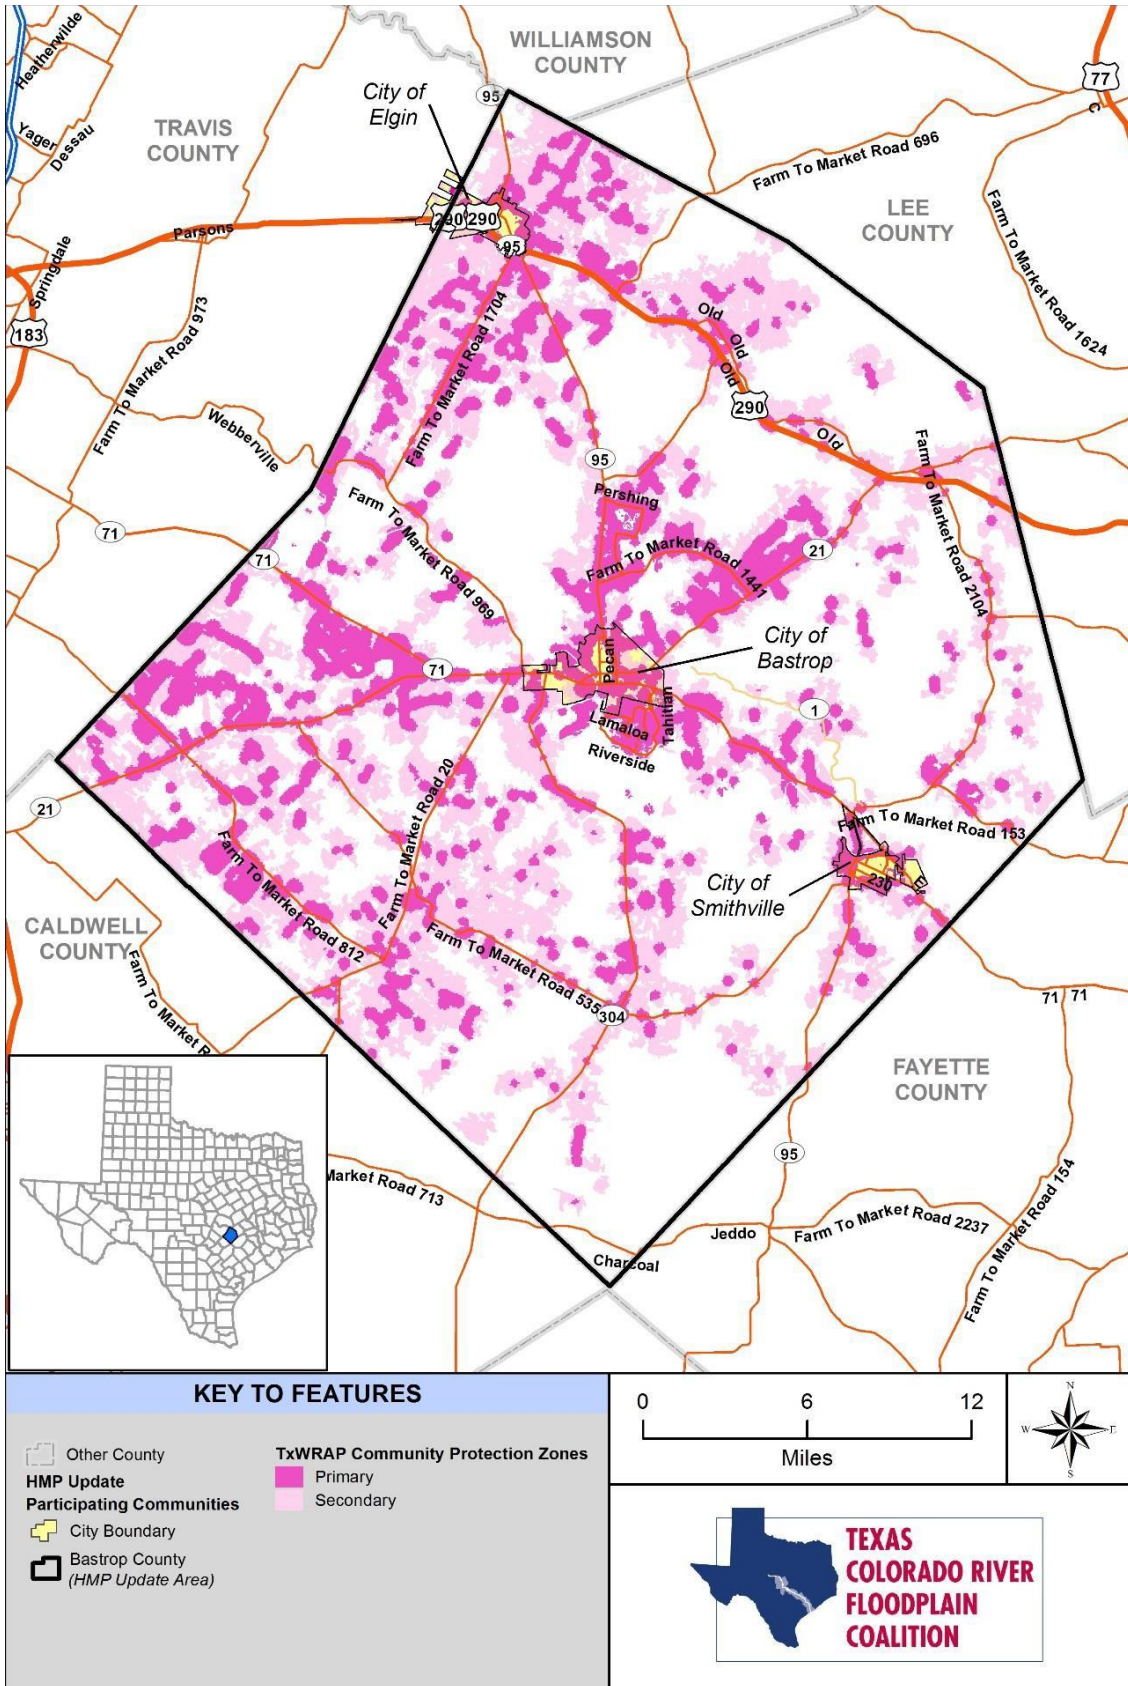 WILLIAMSON
COUNTY
77
City of
Elgin
95
Heatherwilde
TRAVIS
COUNTY
Yager
Dessau
Farm To Market Road 696
LEE
COUNTY
Farm To Market Road 1624
290
290
95
Parsons
Springdale
183
Farm To Market Road 973
Farm To Market Road 1704
Old
Old
Old
290
Old
Webberville
95
Farm To Market Road 2104
Farm To Market Road 969
Pershing
71
71
21
Farm To Market Road 1441
City of
Bastrop
Pecan
71
1
Tahitian
Lamaloa
Riverside
21
Farm To Market Road 20
Farm To Market Road 153
City of
Smithville
230
Farm To Market Road 812
CALDWELL
COUNTY
Farm To Market R
Farm To Market Road 535
304
71
71
FAYETTE
COUNTY
95
Market Road 713
Farm To Market Road 154
Jeddo
Farm To Market Road 2237
Charcoal
KEY TO FEATURES
Other County
HMP Update
Participating Communities
City Boundary
Bastrop County
(HMP Update Area)
TxWRAP Community Protection Zones
Primary
Secondary
0 6 12
Miles
N
W E
S
TEXAS
COLORADO RIVER
FLOODPLAIN
COALITION